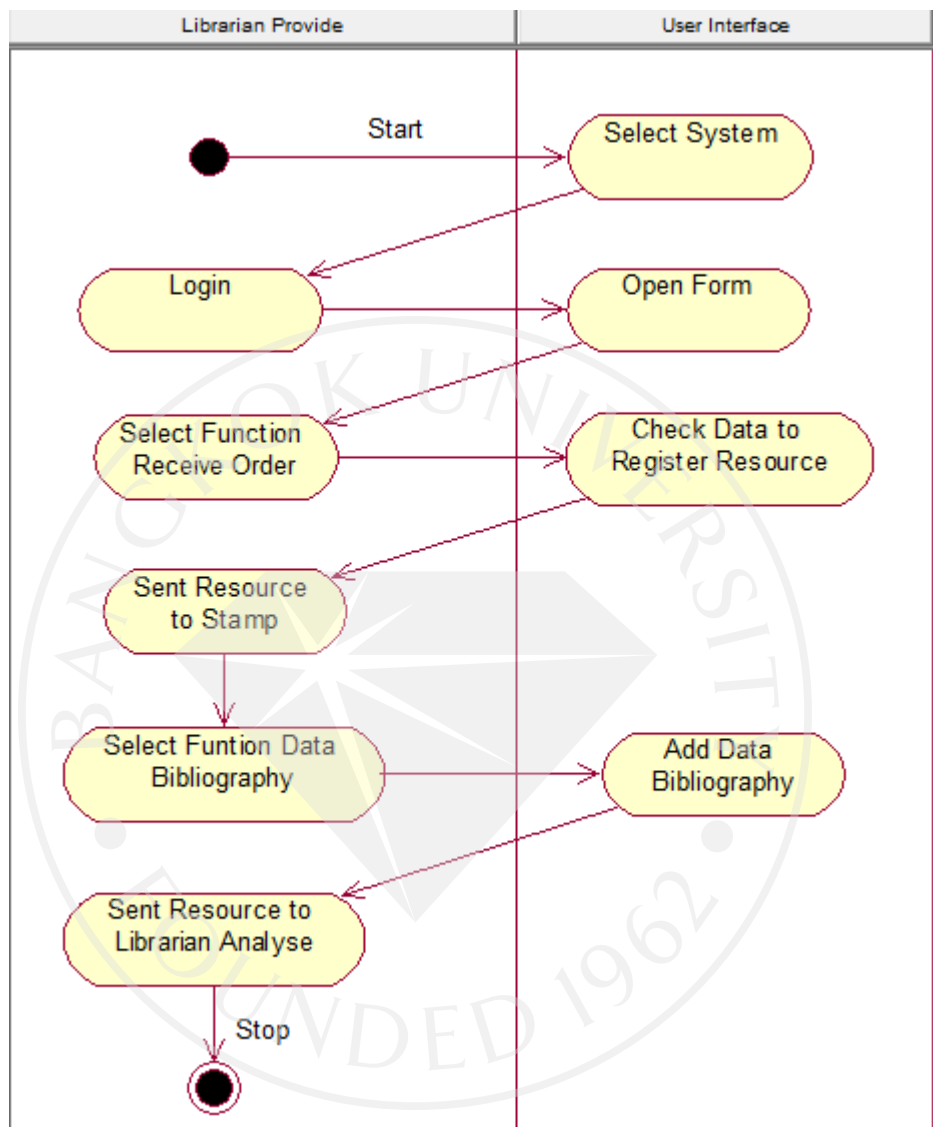 Librarian Provide
User Interface
Start
Select System
Login
Open Form
Select Function
Receive Order
Check Data to
Register Resource
Sent Resource
to Stamp
Select Funtion Data
Bibliography
Add Data
Bibliography
Sent Resource to
Librarian Analyse
Stop
BANGKOK UNIVERSITY
FOUNDED 1962